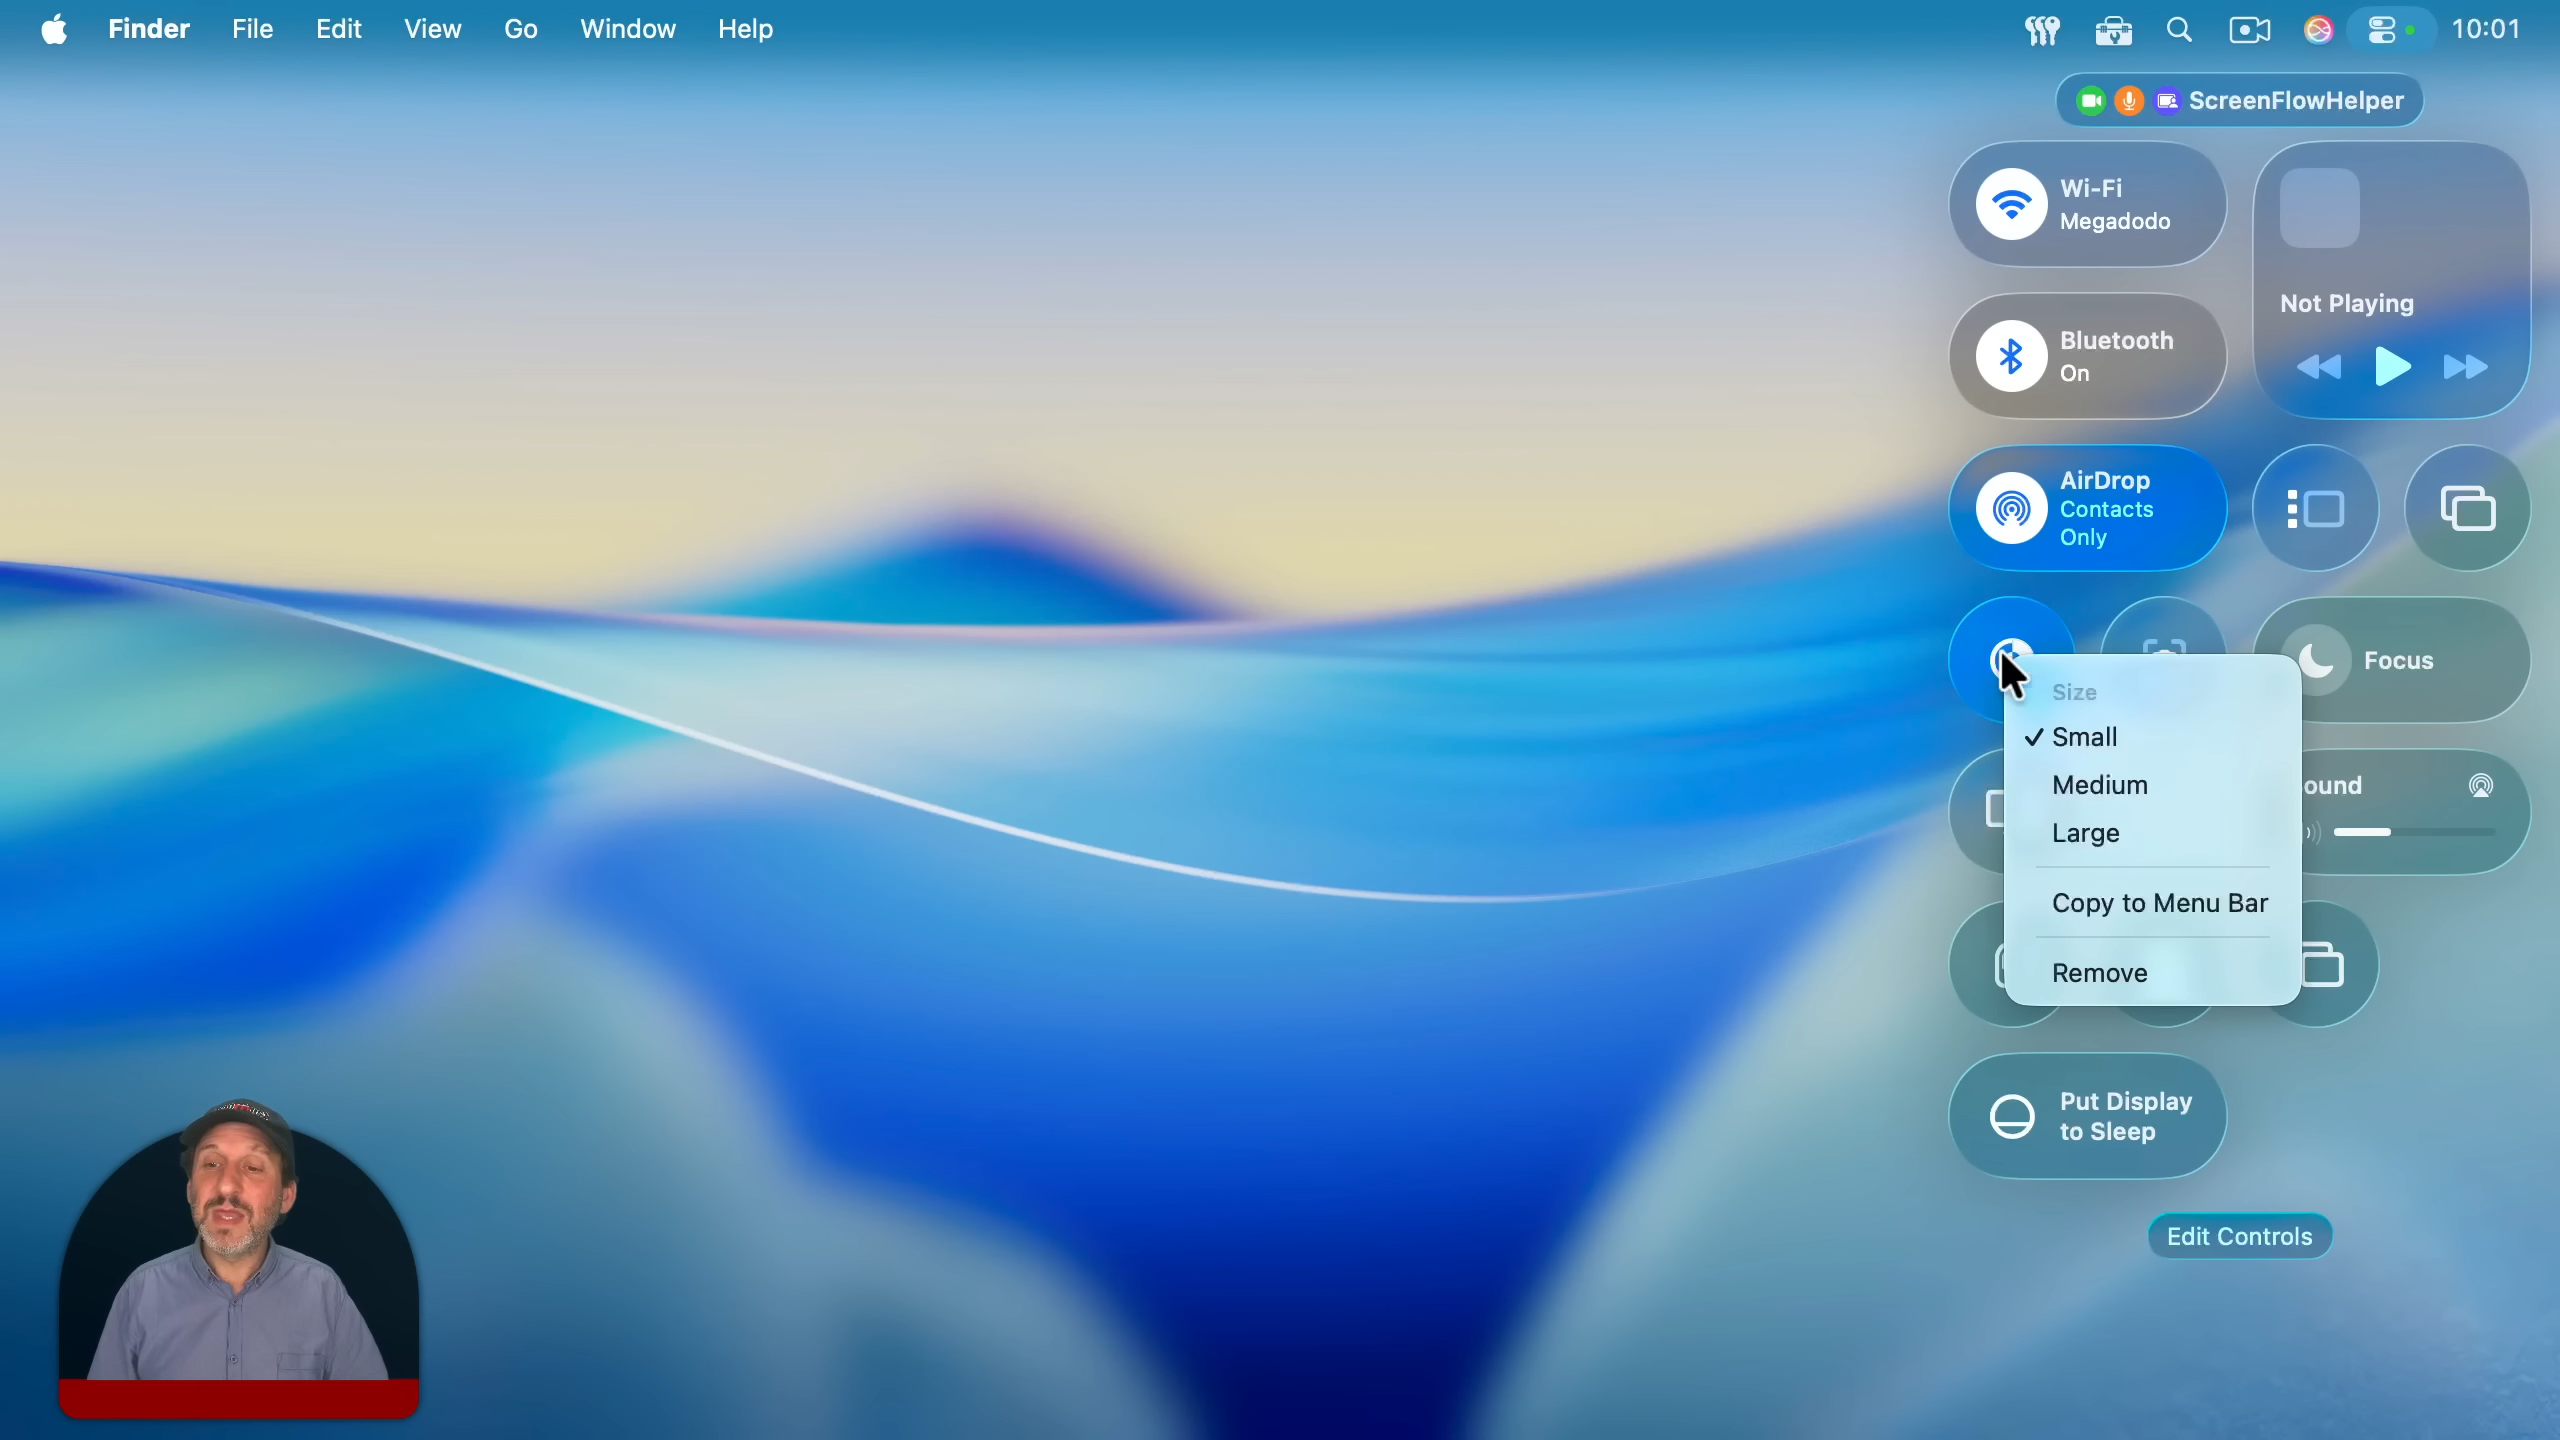 Finder File Edit View Go Window Help 10:01
ScreenFlowHelper
Wi-Fi
Megadodo
Not Playing
Bluetooth
On
AirDrop
Contacts
Only
Focus
Size
✓ Small
Medium
Large
Copy to Menu Bar
Remove
ound
Put Display
to Sleep
Edit Controls